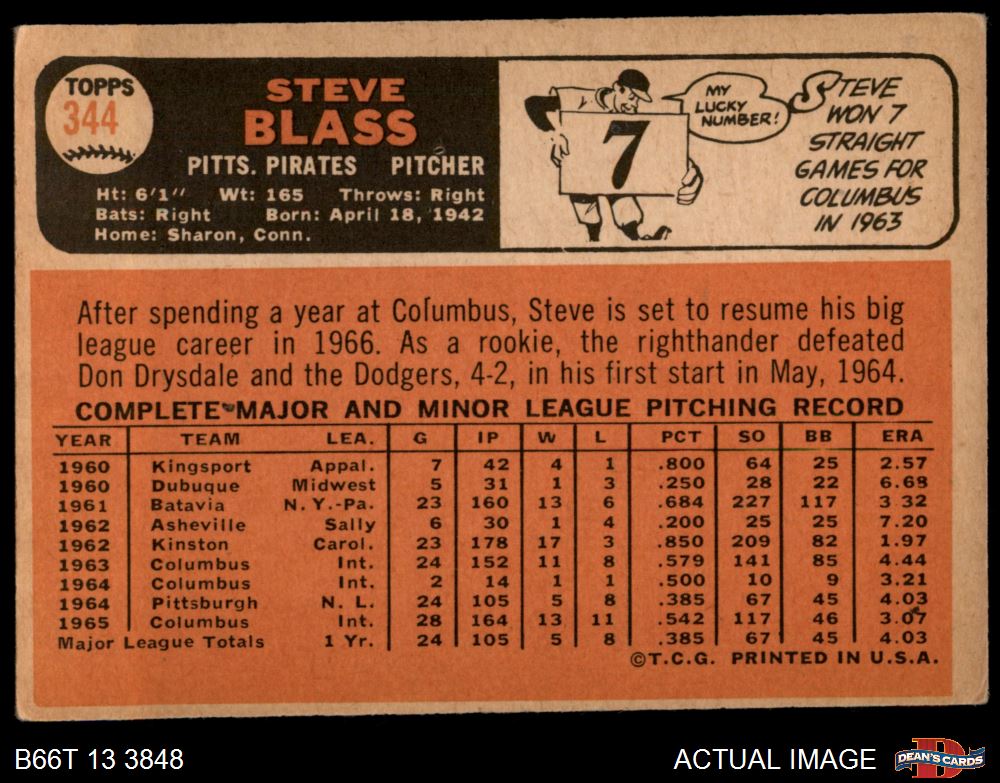 TOPPS
344
STEVE
BLASS
PITTS. PIRATES PITCHER
Ht: 6'1" Wt: 165 Throws: Right
Bats: Right Born: April 18, 1942
Home: Sharon, Conn.
MY
LUCKY
NUMBER!
7
STEVE
WON 7
STRAIGHT
GAMES FOR
COLUMBUS
IN 1963
After spending a year at Columbus, Steve is set to resume his big
league career in 1966. As a rookie, the righthander defeated
Don Drysdale and the Dodgers, 4-2, in his first start in May, 1964.
COMPLETE MAJOR AND MINOR LEAGUE PITCHING RECORD
YEAR TEAM LEA. G IP W L PCT SO BB ERA
1960 Kingsport Appal. 7 42 4 1 .800 64 25 2.57
1960 Dubuque Midwest 5 31 1 3 .250 28 22 6.68
1961 Batavia N.Y.-Pa. 23 160 13 6 .684 227 117 3.32
1962 Asheville Sally 6 30 1 4 .200 25 25 7.20
1962 Kinston Carol. 23 178 17 3 .850 209 82 1.97
1963 Columbus Int. 24 152 11 8 .579 141 85 4.44
1964 Columbus Int. 2 14 1 1 .500 10 9 3.21
1964 Pittsburgh N. L. 24 105 5 8 .385 67 45 4.03
1965 Columbus Int. 28 164 13 11 .542 117 46 3.07
Major League Totals 1 Yr. 24 105 5 8 .385 67 45 4.03
©T.C.G. PRINTED IN U.S.A.
B66T 13 3848
ACTUAL IMAGE
D
DEAN'S CARDS